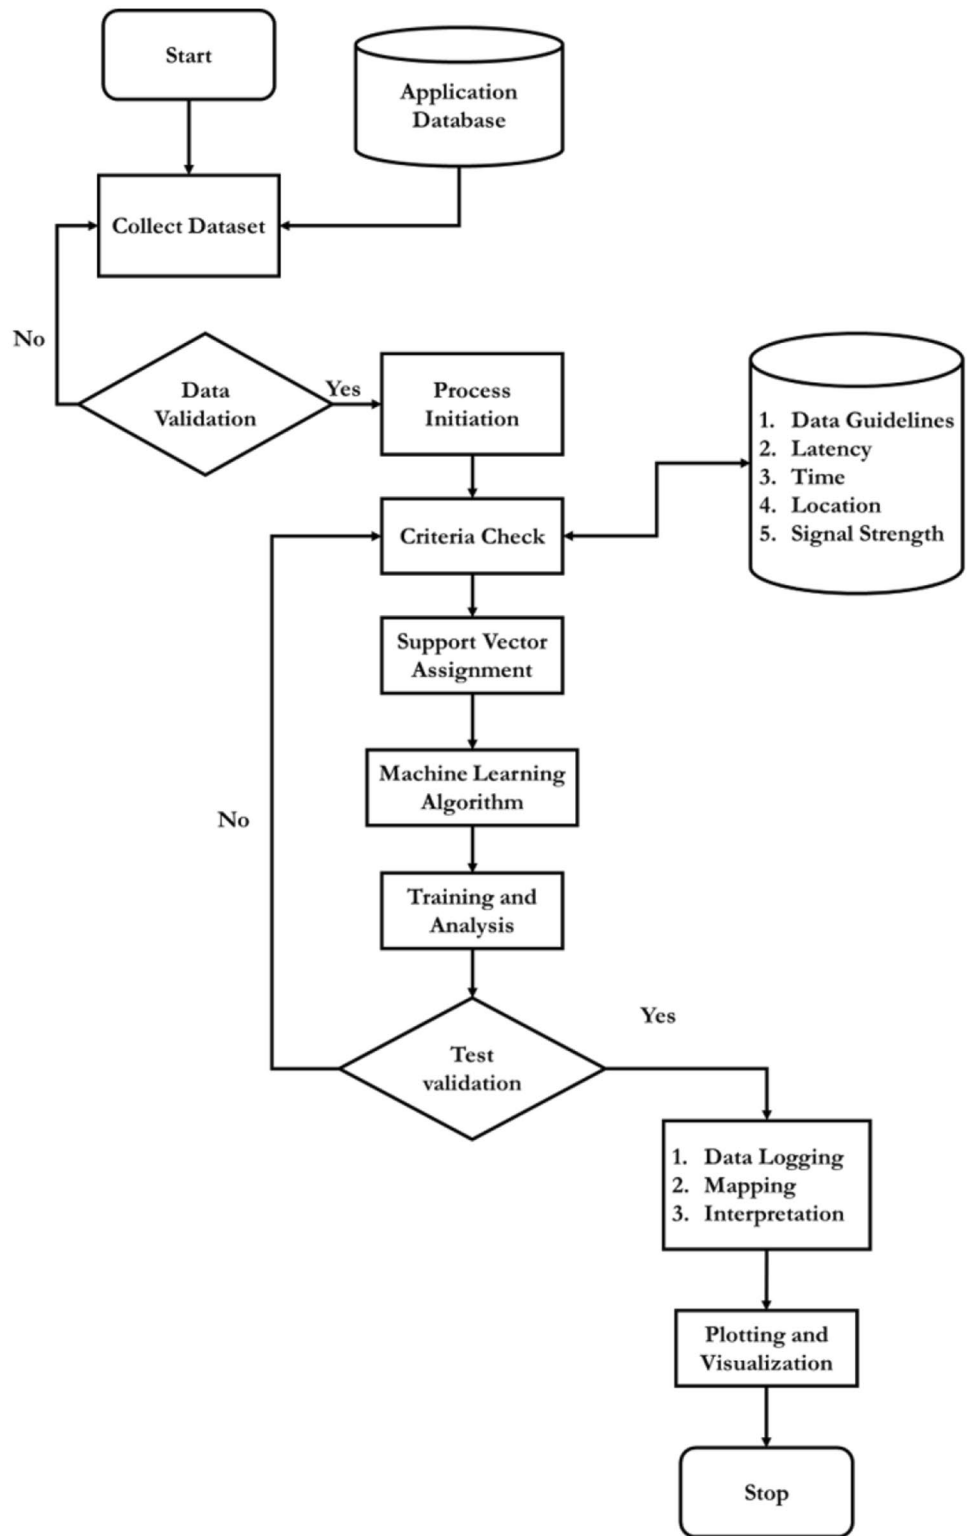 Start
Application
Database
Collect Dataset
No
Data
Validation
Yes
Process
Initiation
1. Data Guidelines
2. Latency
3. Time
4. Location
5. Signal Strength
Criteria Check
Support Vector
Assignment
Machine Learning
Algorithm
No
Training and
Analysis
Test
validation
Yes
1. Data Logging
2. Mapping
3. Interpretation
Plotting and
Visualization
Stop